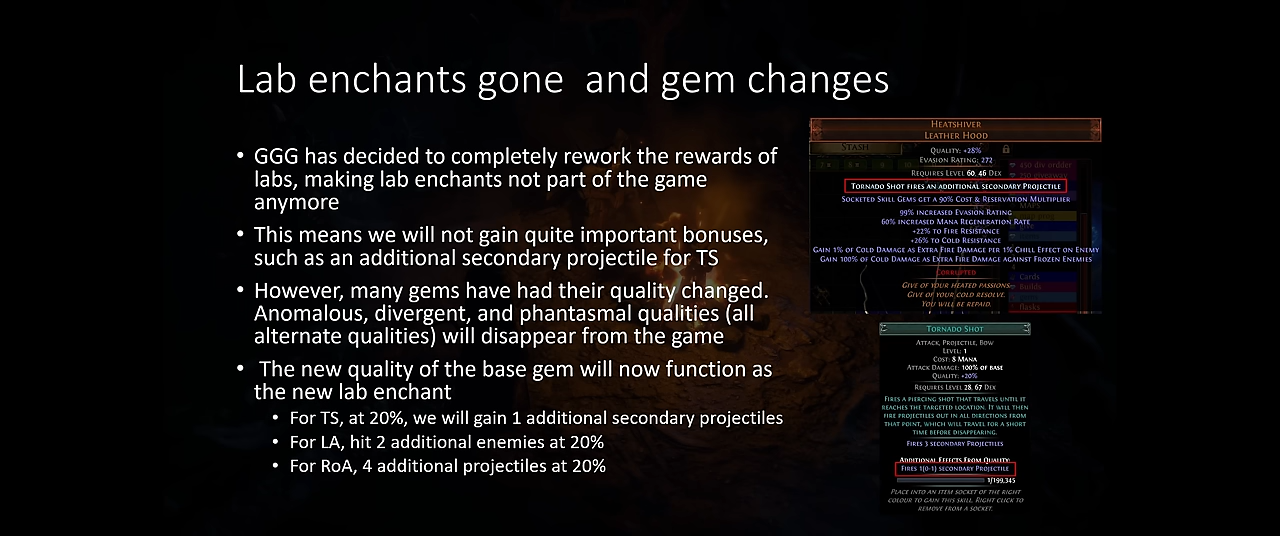 Lab enchants gone  and gem changes
• GGG has decided to completely rework the rewards of
labs, making lab enchants not part of the game
anymore
• This means we will not gain quite important bonuses,
such as an additional secondary projectile for TS
• However, many gems have had their quality changed.
Anomalous, divergent, and phantasmal qualities (all
alternate qualities) will disappear from the game
• The new quality of the base gem will now function as
the new lab enchant
• For TS, at 20%, we will gain 1 additional secondary projectiles
• For LA, hit 2 additional enemies at 20%
• For RoA, 4 additional projectiles at 20%
Heatshiver
Leather Hood
Stash
Quality: +28%
Evasion Rating: 272
Requires Level 60, 46 Dex
Tornado Shot fires an additional secondary Projectile
Socketed Skill Gems get a 90% Cost & Reservation Multiplier
99% increased Evasion Rating
60% increased Mana Regeneration Rate
+22% to Fire Resistance
+26% to Cold Resistance
Gain 1% of Cold Damage as Extra Fire Damage per 1% Chill Effect on Enemy
Gain 100% of Cold Damage as Extra Fire Damage against Frozen Enemies
Corrupted
Give of your heated passions.
Give of your cold resolve.
You will be repaid.
Cards
Builds
flasks
Tornado Shot
Attack, Projectile, Bow
Level: 1
Cost: 8 Mana
Attack Damage: 100% of base
Quality: +20%
Requires Level 28, 67 Dex
Fires a piercing shot that travels until it
reaches the targeted location. It will then
fire projectiles out in all directions from
that point, which will travel for a short
time before disappearing.
Fires 3 secondary Projectiles
Additional Effects From Quality:
Fires 1(0-1) secondary Projectile
1/199,345
Place into an item socket of the right
colour to gain this skill. Right click to
remove from a socket.